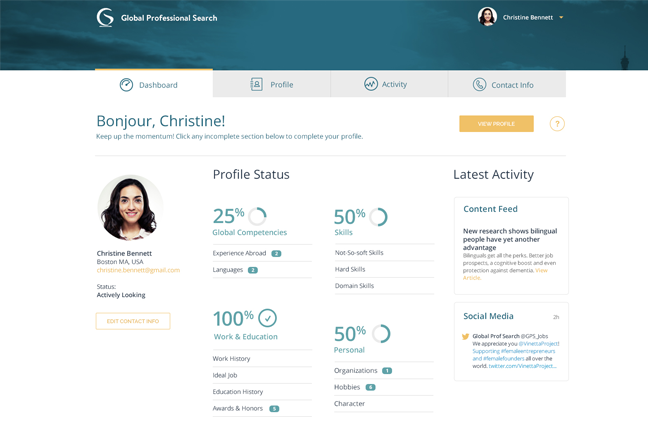 Global Professional Search
Christine Bennett
Dashboard
Profile
Activity
Contact Info
Bonjour, Christine!
Keep up the momentum! Click any incomplete section below to complete your profile.
VIEW PROFILE
?
Christine Bennett
Boston MA, USA
christine.bennett@gmail.com
Status:
Actively Looking
EDIT CONTACT INFO
Profile Status
25%
Global Competencies
Experience Abroad 2
Languages 2
50%
Skills
Not-So-soft Skills
Hard Skills
Domain Skills
100%
Work & Education
Work History
Ideal Job
Education History
Awards & Honors 5
50%
Personal
Organizations 1
Hobbies 6
Character
Latest Activity
Content Feed
New research shows bilingual
people have yet another
advantage
Bilinguals get all the perks. Better job
prospects, a cognitive boost and even
protection against dementia. View
Article.
Social Media 2h
Global Prof Search @GPS_Jobs
We appreciate you @VinettaProject!
Supporting #femaleentrepreneurs
and #femalefounders all over the
world. twitter.com/VinettaProject...